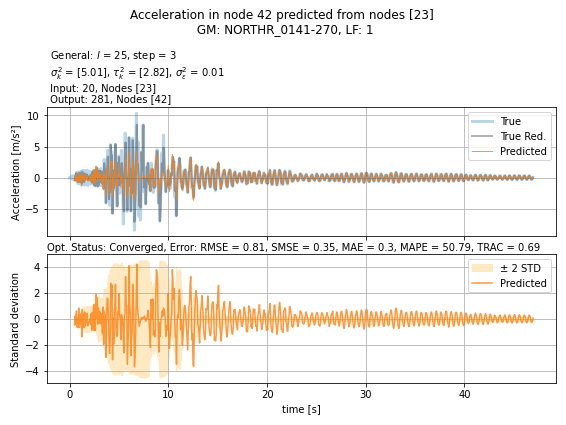 Acceleration in node 42 predicted from nodes [23]
GM: NORTHR_0141-270, LF: 1
General: l = 25, step = 3
σ²ₖ = [5.01], τ²ₖ = [2.82], σ²ε = 0.01
Input: 20, Nodes [23]
Output: 281, Nodes [42]
Acceleration [m/s²]
10
5
0
−5
True
True Red.
Predicted
Opt. Status: Converged, Error: RMSE = 0.81, SMSE = 0.35, MAE = 0.3, MAPE = 50.79, TRAC = 0.69
Standard deviation
4
2
0
−2
−4
± 2 STD
Predicted
0 10 20 30 40
time [s]